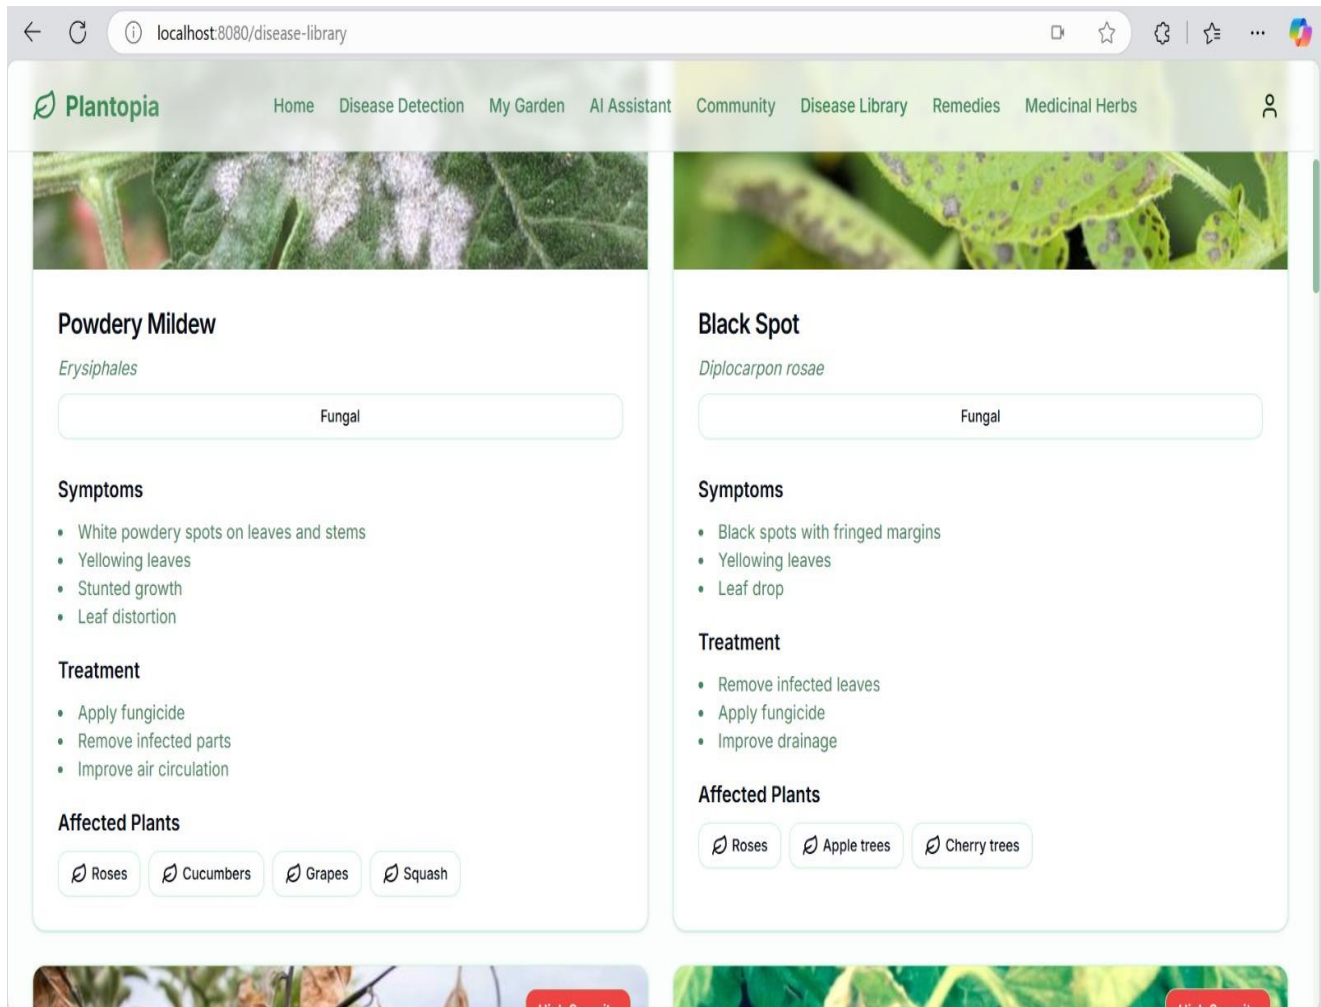 localhost:8080/disease-library
Plantopia
Home Disease Detection My Garden AI Assistant Community Disease Library Remedies Medicinal Herbs
Powdery Mildew
Erysiphales
Fungal
Symptoms
White powdery spots on leaves and stems
Yellowing leaves
Stunted growth
Leaf distortion
Treatment
Apply fungicide
Remove infected parts
Improve air circulation
Affected Plants
Roses Cucumbers Grapes Squash
Black Spot
Diplocarpon rosae
Fungal
Symptoms
Black spots with fringed margins
Yellowing leaves
Leaf drop
Treatment
Remove infected leaves
Apply fungicide
Improve drainage
Affected Plants
Roses Apple trees Cherry trees